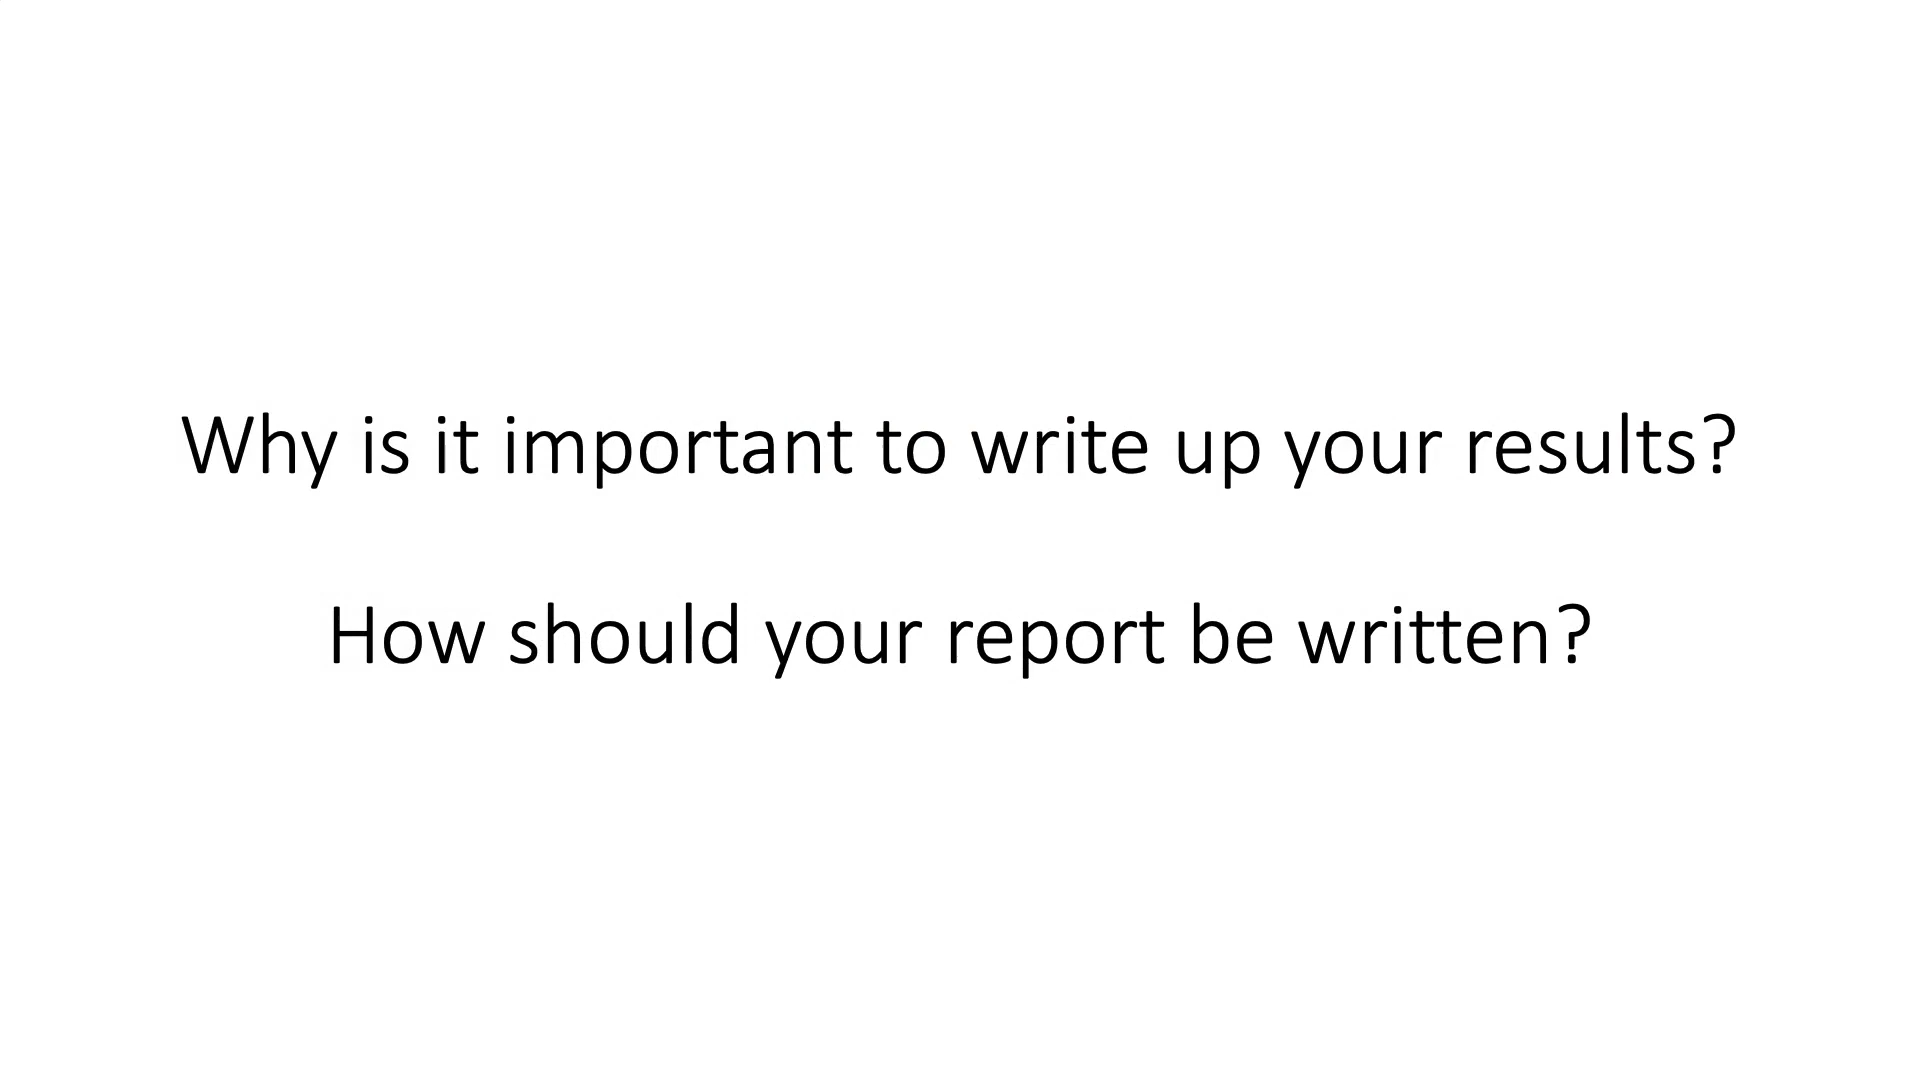 Why is it important to write up your results?
How should your report be written?